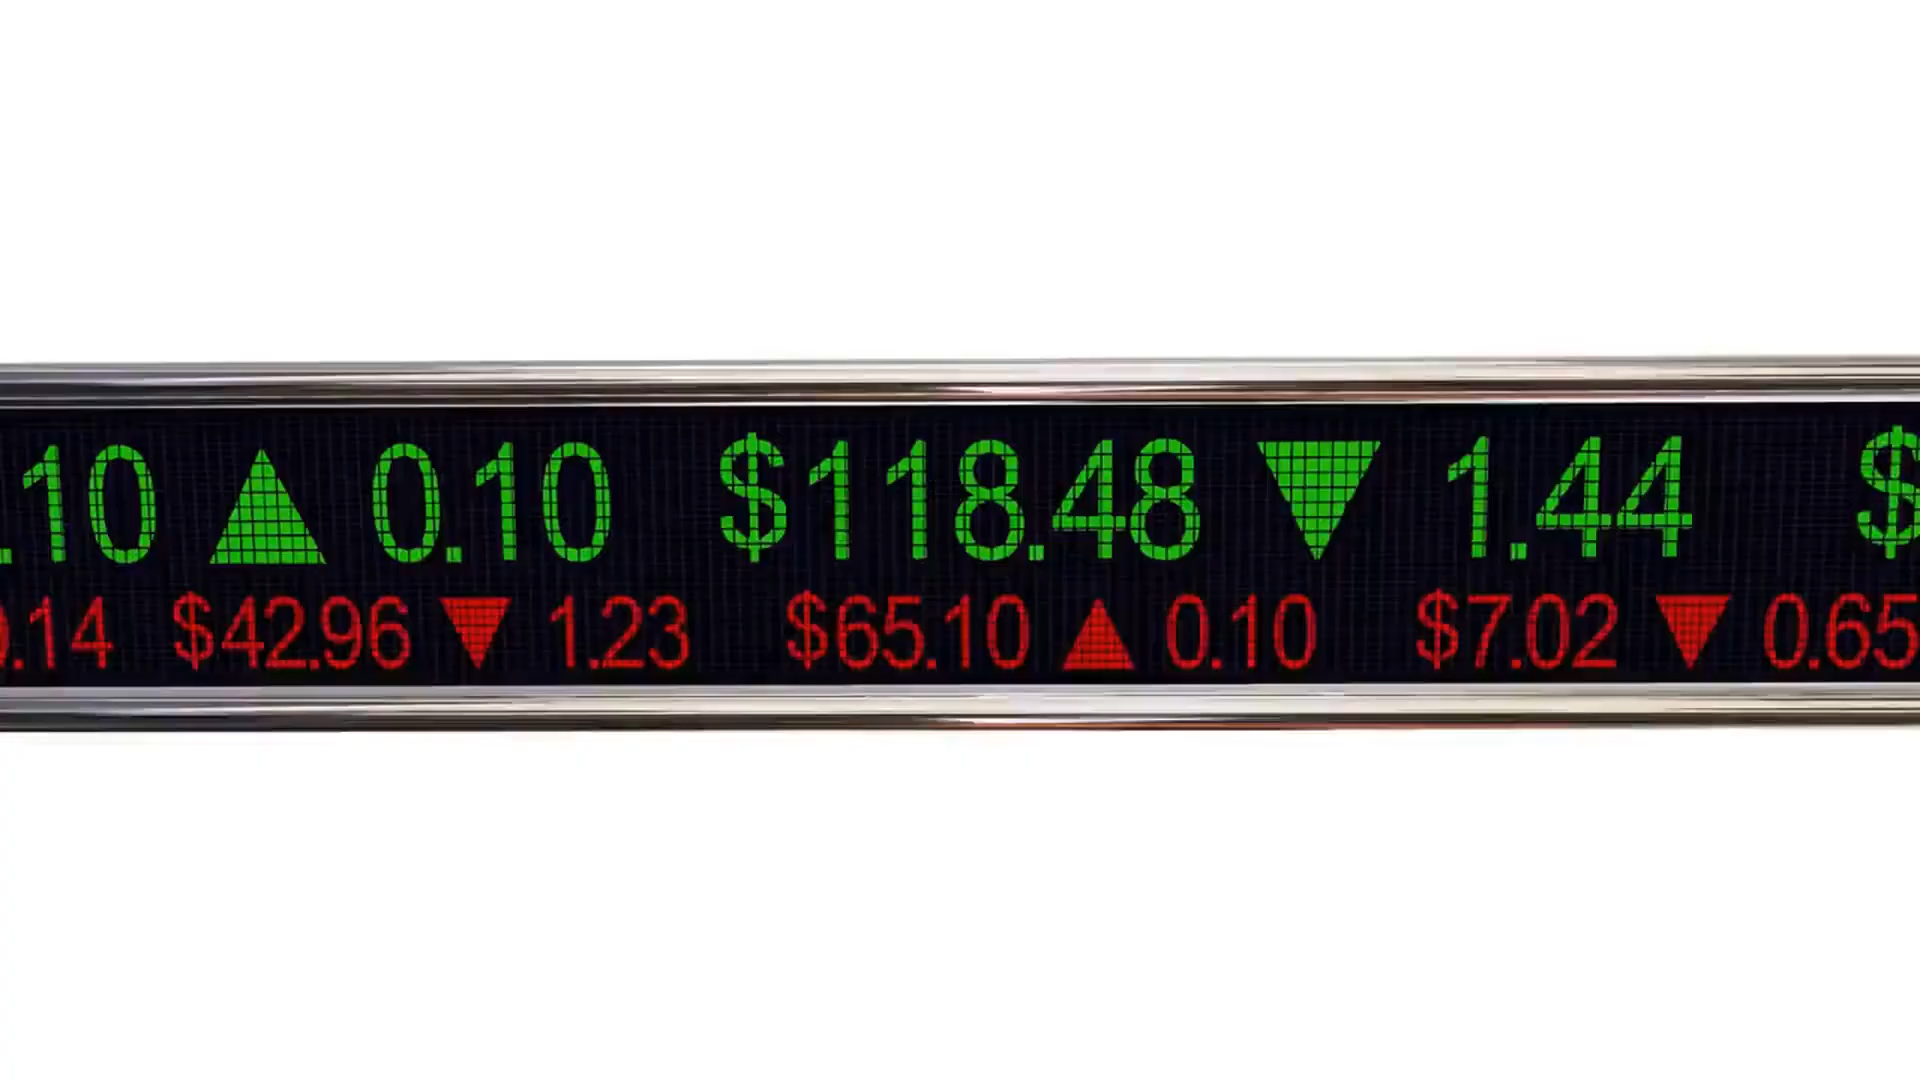 .10 ▲ 0.10 $118.48 ▼ 1.44 $
.14 $42.96 ▼ 1.23 $65.10 ▲ 0.10 $7.02 ▼ 0.65